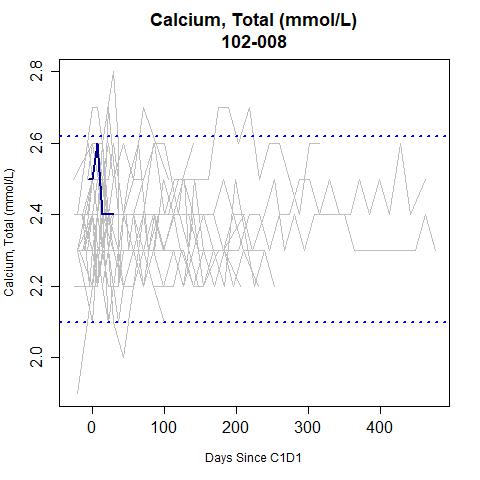 Calcium, Total (mmol/L)
102-008
Calcium, Total (mmol/L)
2.8
2.6
2.4
2.2
2.0
0 100 200 300 400
Days Since C1D1